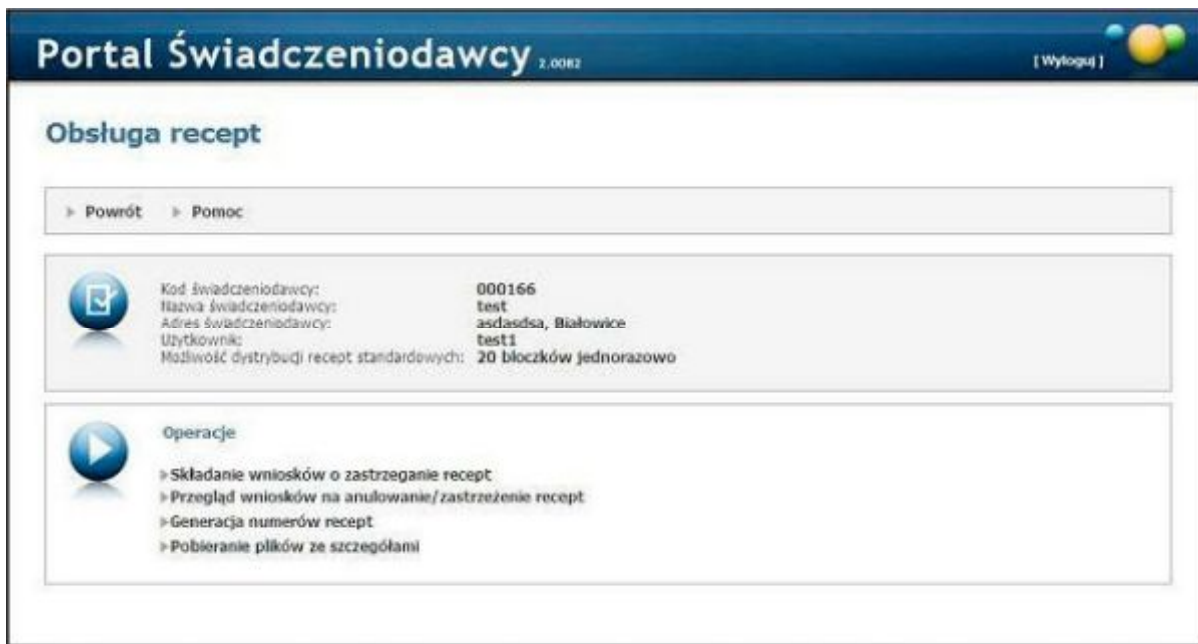 Portal Świadczeniodawcy 2.0082
[ Wyloguj ]
Obsługa recept
Powrót Pomoc
Kod świadczeniodawcy: 000166
Nazwa świadczeniodawcy: test
Adres świadczeniodawcy: asdasdsa, Białowice
Użytkownik: test1
Możliwość dystrybucji recept standardowych: 20 bloczków jednorazowo
Operacje
Składanie wniosków o zastrzeganie recept
Przegląd wniosków na anulowanie/zastrzeżenie recept
Generacja numerów recept
Pobieranie plików ze szczegółami